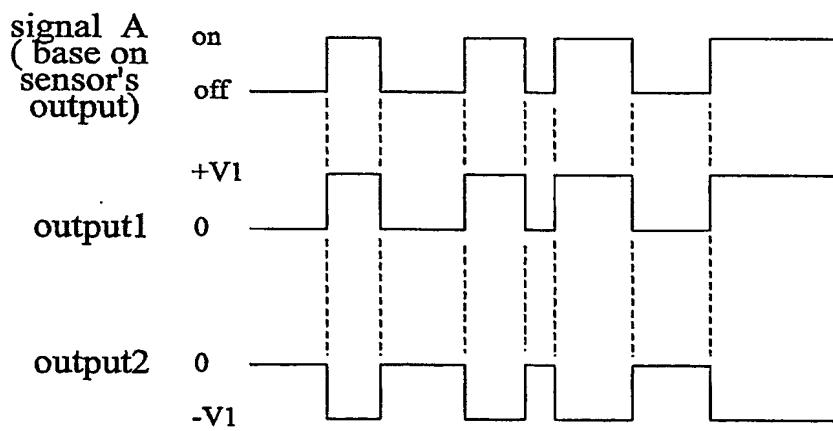 signal A
( base on
sensor's
output)
on
off
+V1
output1 0
output2 0
-V1